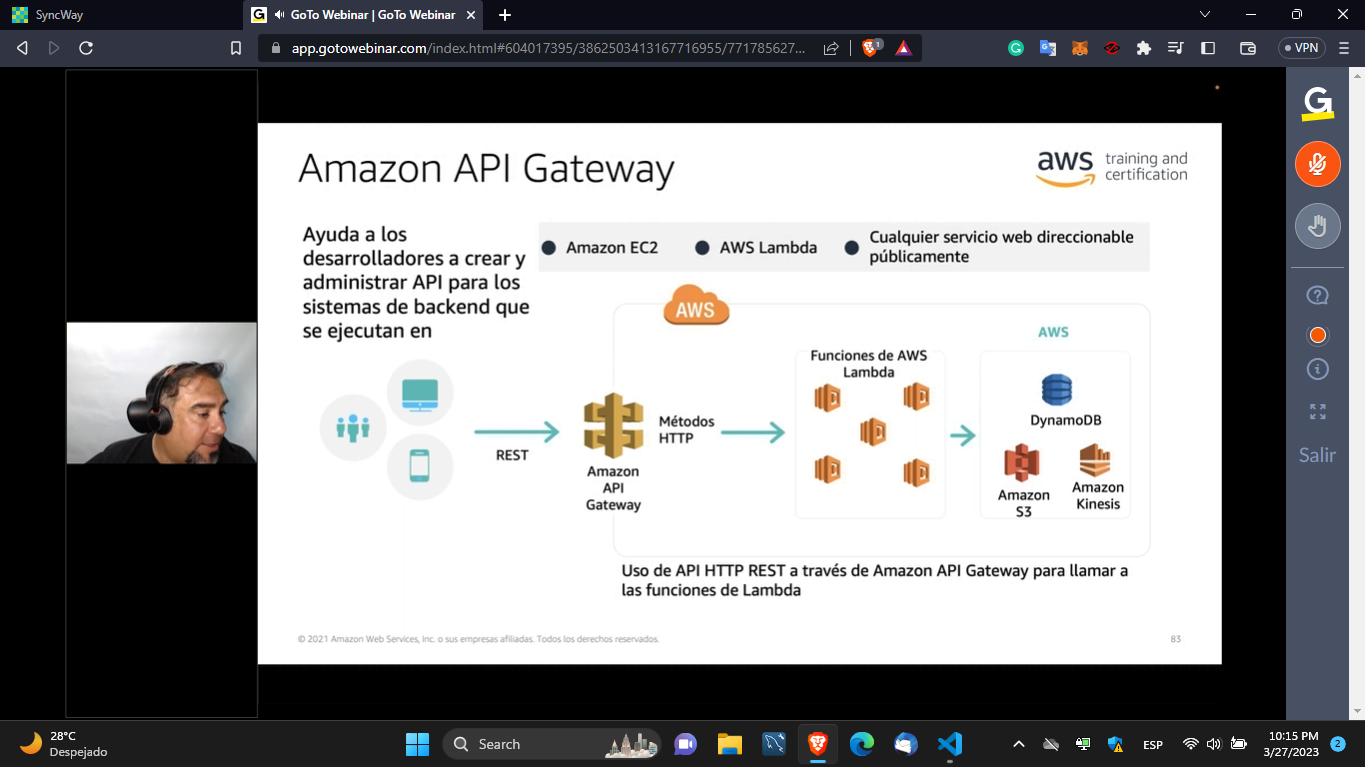 SyncWay
GoTo Webinar | GoTo Webinar
app.gotowebinar.com/index.html#604017395/3862503413167716955/771785627...
1
VPN
Amazon API Gateway
aws training and
certification
Ayuda a los
desarrolladores a crear y
administrar API para los
sistemas de backend que
se ejecutan en
Amazon EC2
AWS Lambda
Cualquier servicio web direccionable
públicamente
AWS
AWS
Funciones de AWS
Lambda
DynamoDB
Amazon
S3
Amazon
Kinesis
Métodos
HTTP
REST
Amazon
API
Gateway
Uso de API HTTP REST a través de Amazon API Gateway para llamar a
las funciones de Lambda
© 2021 Amazon Web Services, Inc. o sus empresas afiliadas. Todos los derechos reservados.
83
Salir
28°C
Despejado
Search
ESP
10:15 PM
3/27/2023
2